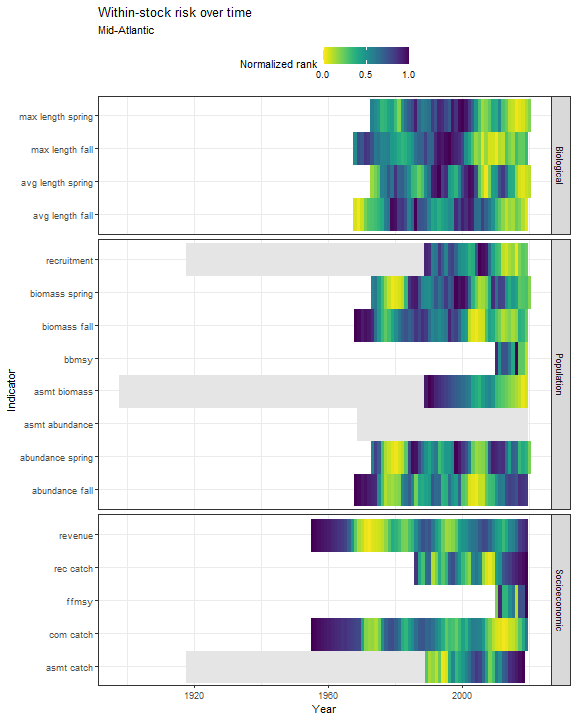 Within-stock risk over time
Mid-Atlantic
Normalized rank
0.0 0.5 1.0
max length spring
max length fall
avg length spring
avg length fall
Biological
recruitment
biomass spring
biomass fall
bbmsy
asmt biomass
asmt abundance
abundance spring
abundance fall
Population
revenue
rec catch
ffmsy
com catch
asmt catch
Socioeconomic
Indicator
1920 1960 2000
Year